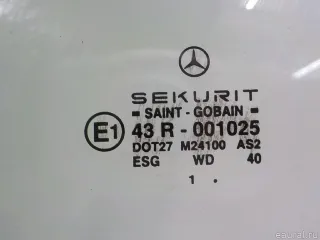 SEKURIT
SAINT-GOBAIN
E1 43 R-001025
DOT27 M24100 AS2
ESG WD 40
1 .